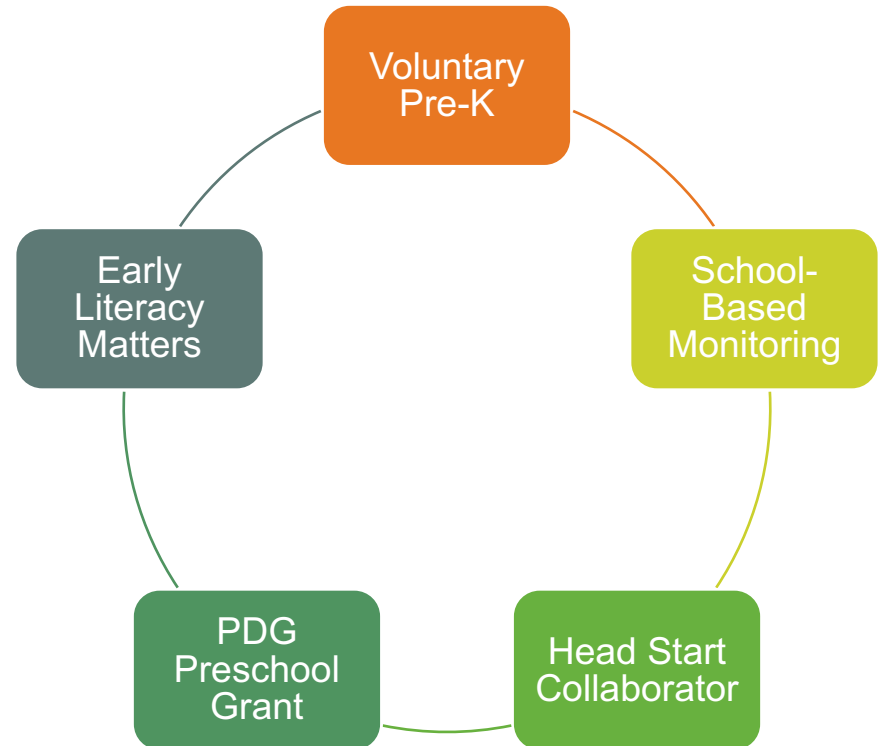 Voluntary
Pre-K
School-
Based
Monitoring
Head Start
Collaborator
PDG
Preschool
Grant
Early
Literacy
Matters